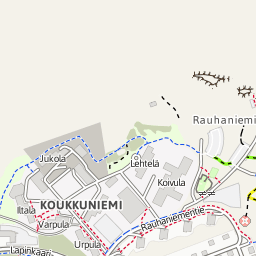 Rauhaniemi
Jukola
Lehtelä
Koivula
KOUKKUNIEMI
Iltala
Rauhaniementie
Varpula
Lapinkaari
Urpula